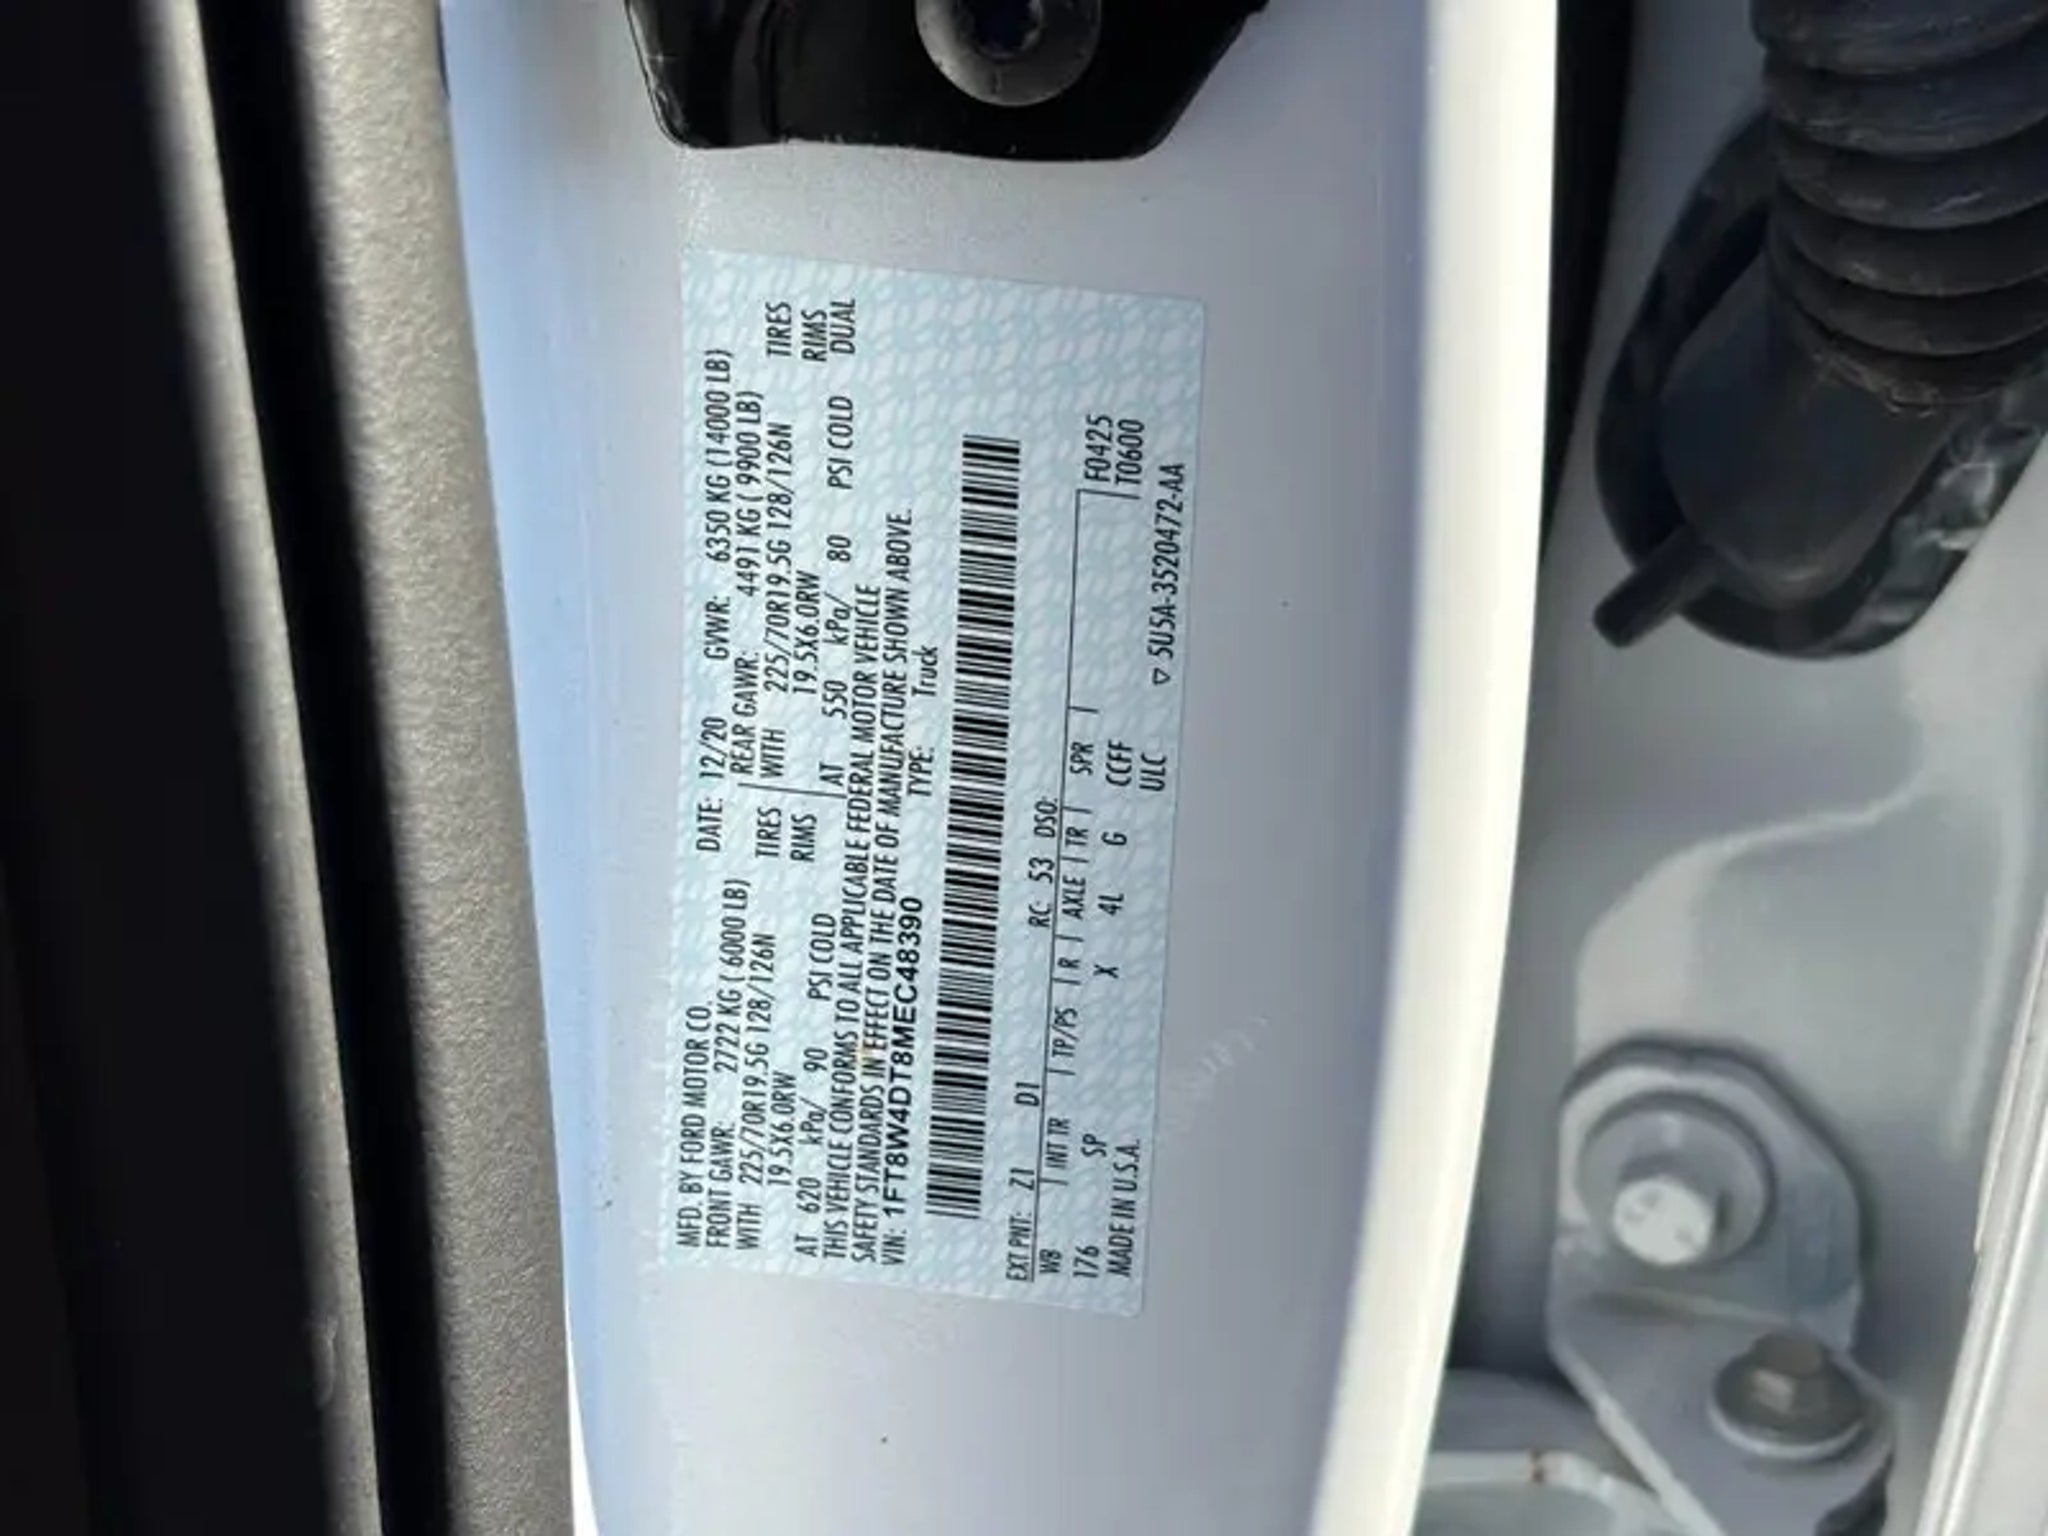 MFD. BY FORD MOTOR CO. DATE: 12/20 GVWR: 6350 KG (14000 LB)
FRONT GAWR: 2722 KG ( 6000 LB) REAR GAWR: 4491 KG ( 9900 LB)
WITH 225/70R19.5G 128/126N TIRES WITH 225/70R19.5G 128/126N TIRES
19.5X6.0RW RIMS 19.5X6.0RW RIMS
AT 620 kPa/ 90 PSI COLD AT 550 kPa/ 80 PSI COLD DUAL
THIS VEHICLE CONFORMS TO ALL APPLICABLE FEDERAL MOTOR VEHICLE
SAFETY STANDARDS IN EFFECT ON THE DATE OF MANUFACTURE SHOWN ABOVE.
VIN: 1FT8W4DT8MEC48390 TYPE: Truck
EXT PNT: Z1 D1 RC: 53 DSO:
WB INT TR TP/PS R AXLE TR SPR F0425
176 SP X 4L G CCFF T0600
MADE IN U.S.A. ULC ▽ 5U5A-3520472-AA